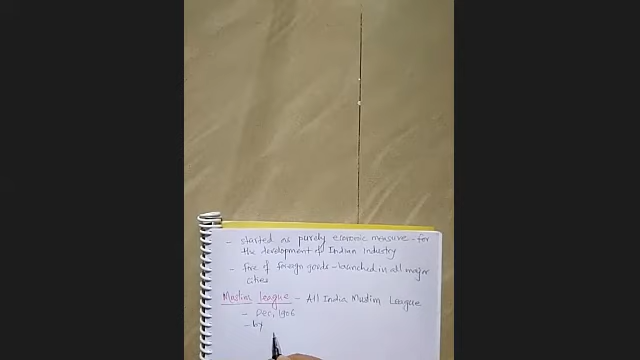 - started as purely economic measure - for
the development of Indian Industry
- fire of foreign goods - launched in all major
cities
Muslim League - All India Muslim League
- Dec, 1906
- by